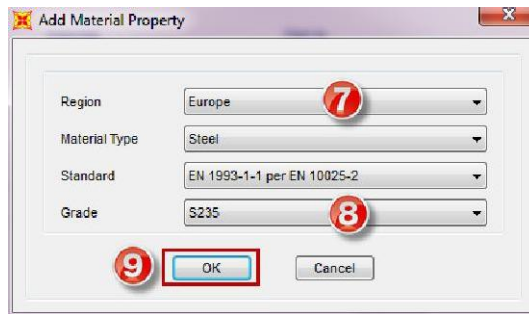 Add Material Property
Region Europe 7
Material Type Steel
Standard EN 1993-1-1 per EN 10025-2
Grade S235 8
9 OK Cancel